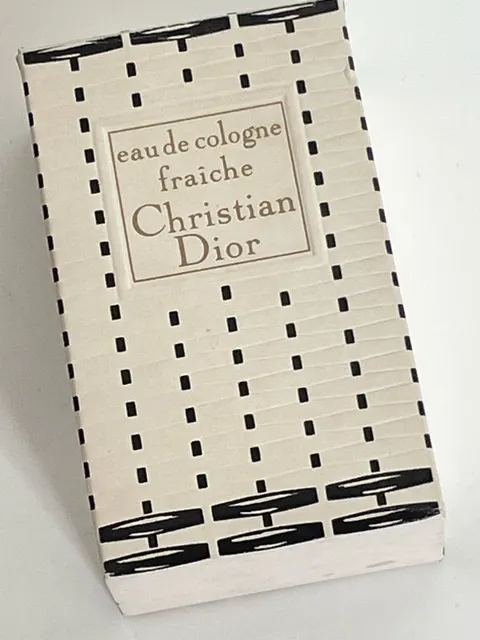 eau de cologne
fraîche
Christian
Dior